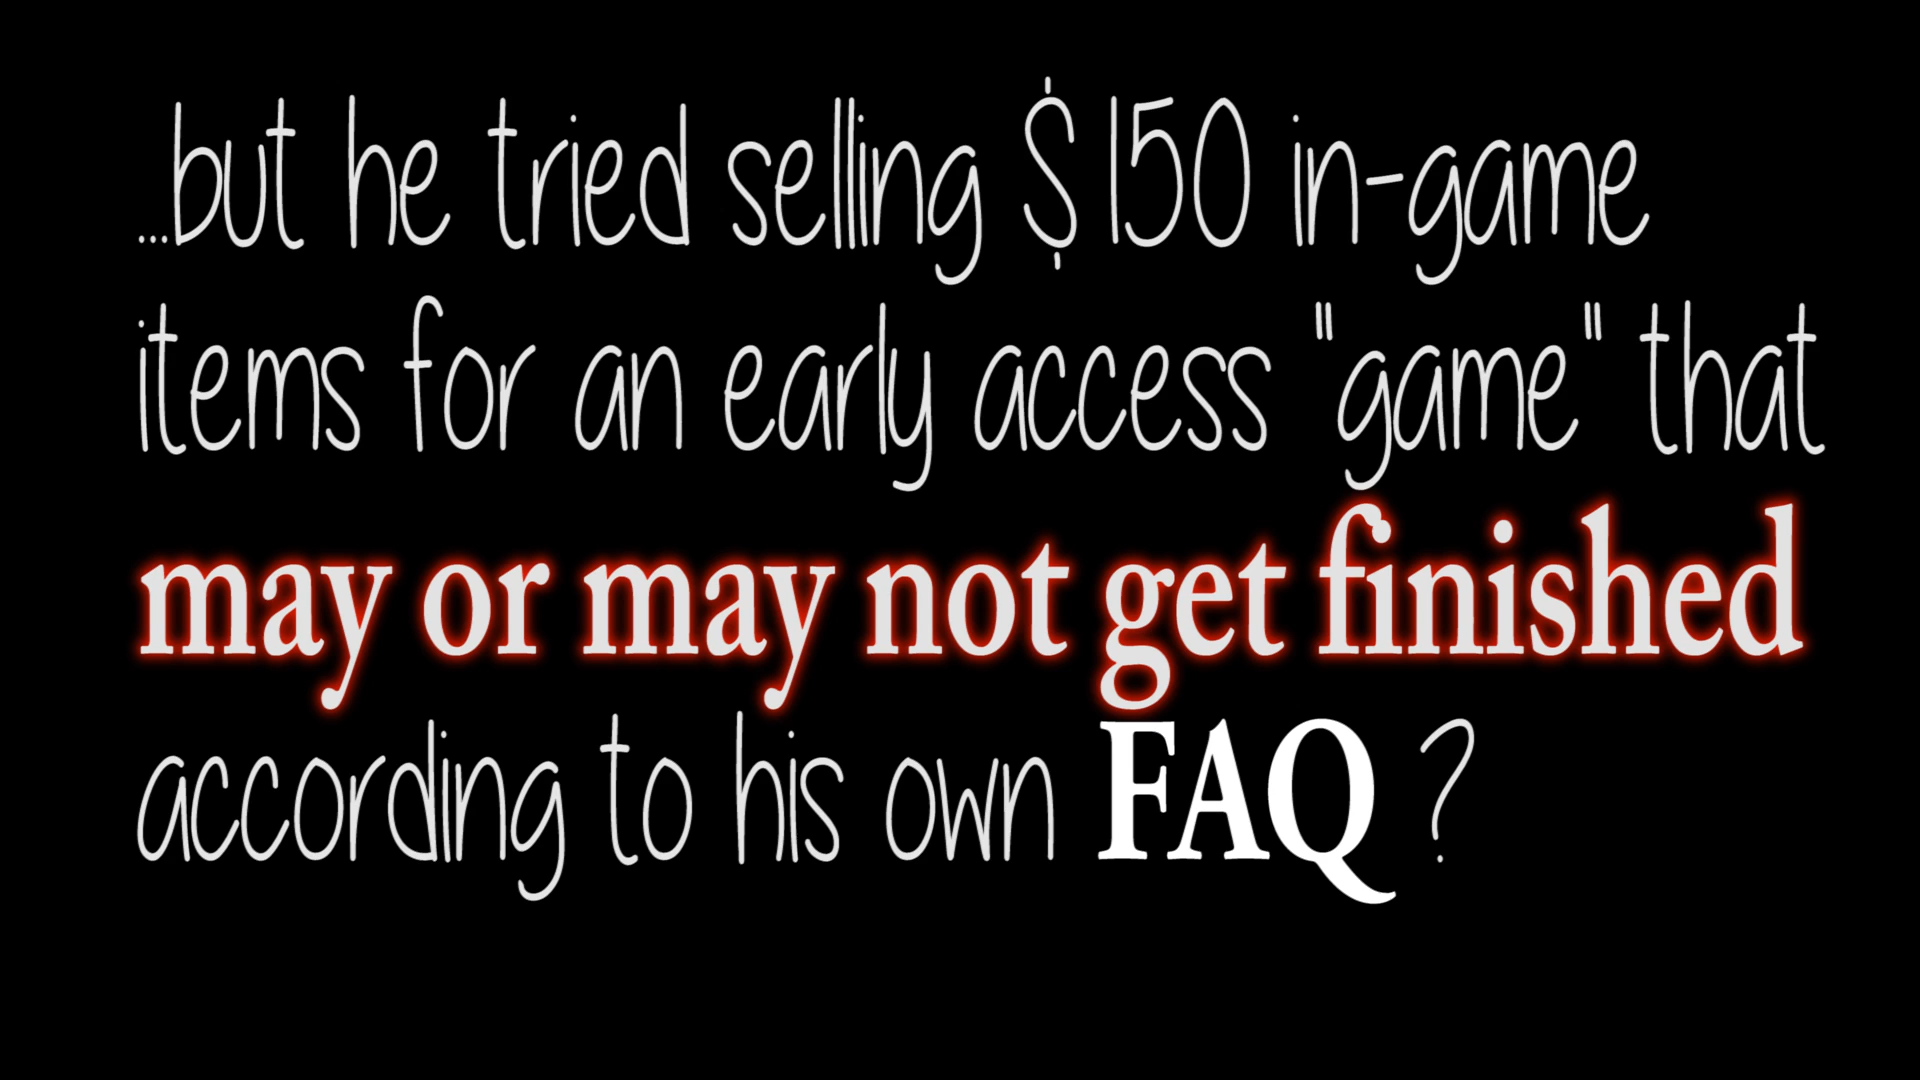 ...but he tried selling $150 in-game
items for an early access "game" that
may or may not get finished
according to his own FAQ ?